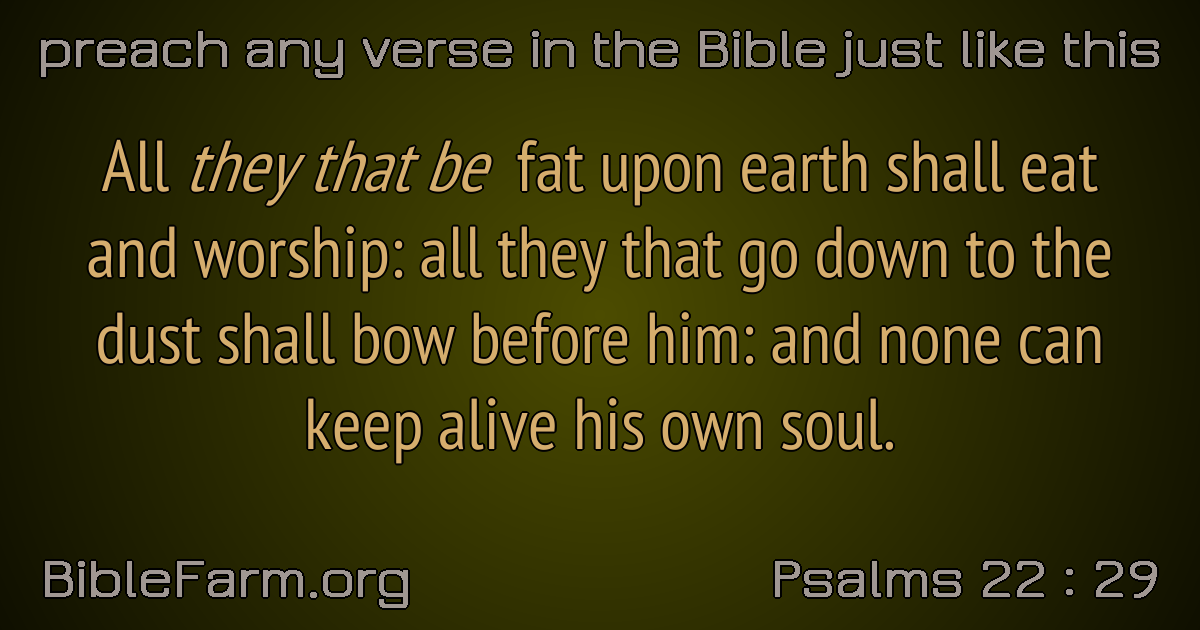 preach any verse in the Bible just like this
All they that be fat upon earth shall eat
and worship: all they that go down to the
dust shall bow before him: and none can
keep alive his own soul.
BibleFarm.org
Psalms 22 : 29